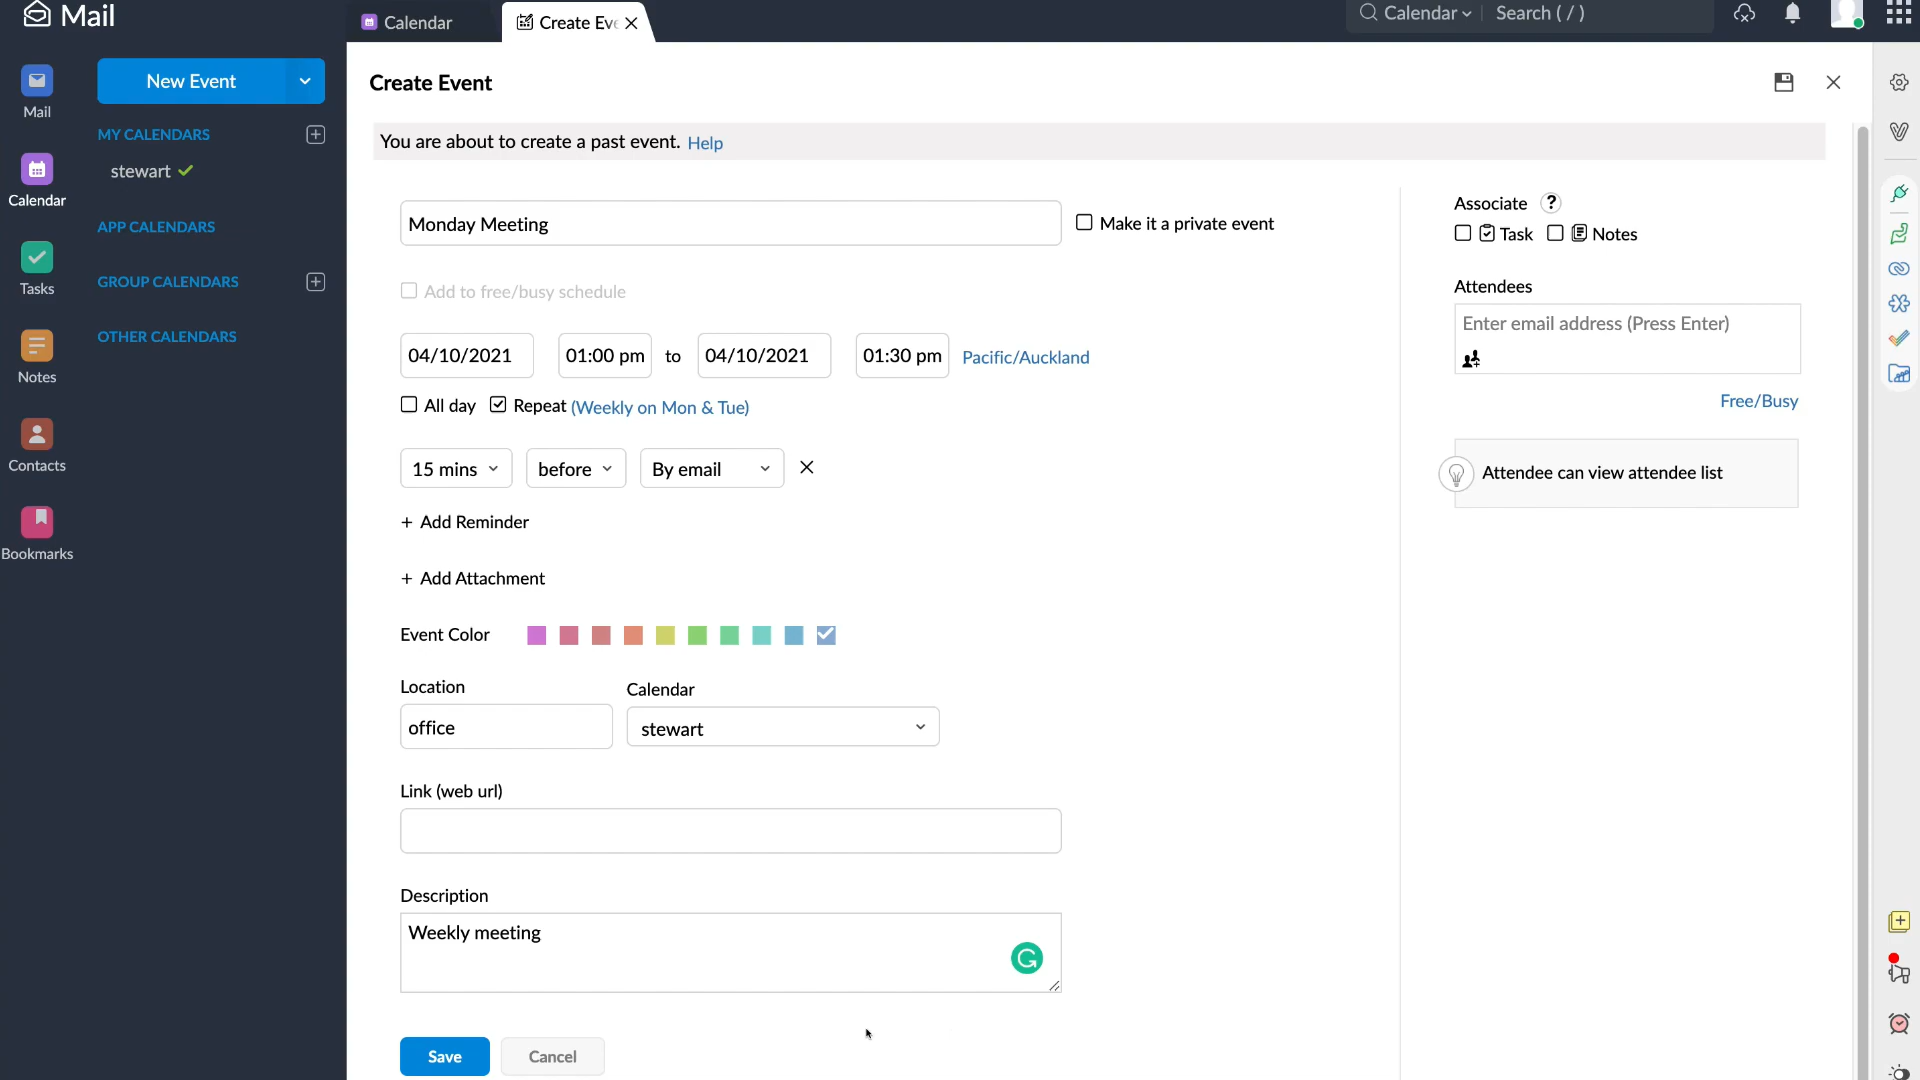 Mail
Calendar
Create Eve
Calendar
Search ( / )
Mail
Calendar
Tasks
Notes
Contacts
Bookmarks
New Event
MY CALENDARS
stewart
APP CALENDARS
GROUP CALENDARS
OTHER CALENDARS
Create Event
You are about to create a past event. Help
Monday Meeting
Make it a private event
Add to free/busy schedule
04/10/2021 01:00 pm to 04/10/2021 01:30 pm Pacific/Auckland
All day Repeat (Weekly on Mon & Tue)
15 mins before By email
+ Add Reminder
+ Add Attachment
Event Color
Location
office
Calendar
stewart
Link (web url)
Description
Weekly meeting
Save Cancel
Associate ?
Task Notes
Attendees
Enter email address (Press Enter)
Free/Busy
Attendee can view attendee list